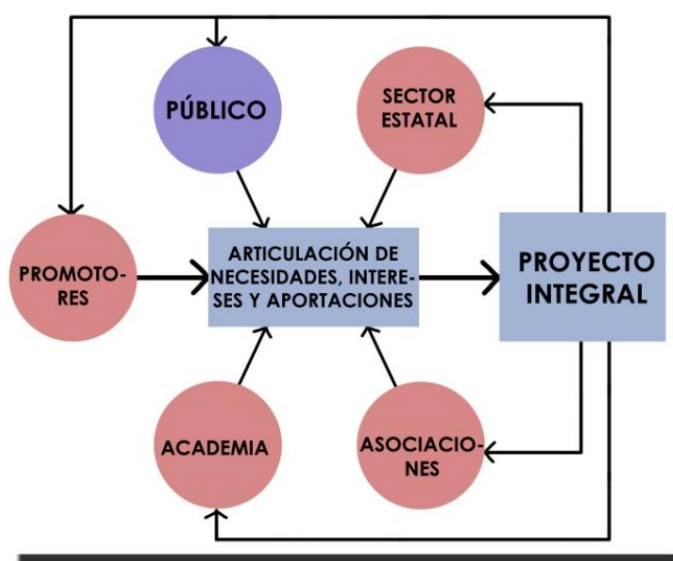 PÚBLICO
SECTOR
ESTATAL
PROMOTO-
RES
ARTICULACIÓN DE
NECESIDADES, INTERE-
SES Y APORTACIONES
PROYECTO
INTEGRAL
ACADEMIA
ASOCIACIO-
NES